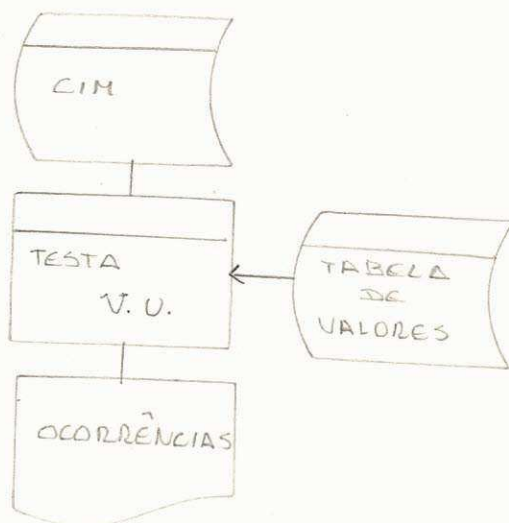 CIM
TESTA
V. U.
TABELA
DE
VALORES
OCORRÊNCIAS